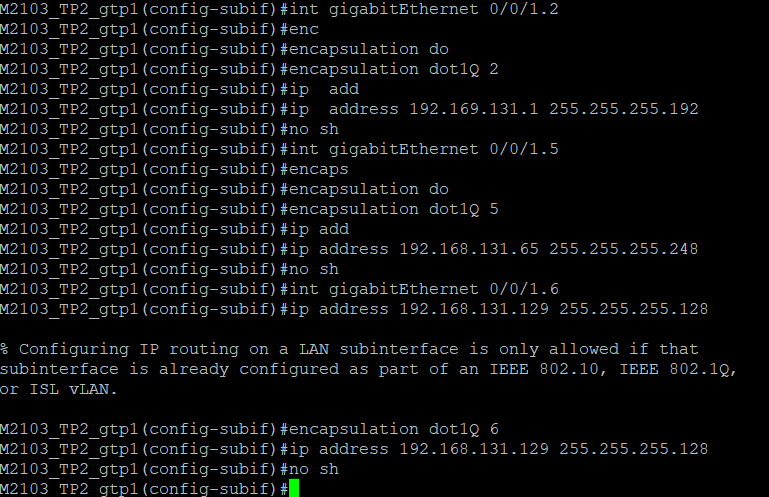 M2103_TP2_gtp1(config-subif)#int gigabitEthernet 0/0/1.2
M2103_TP2_gtp1(config-subif)#enc
M2103_TP2_gtp1(config-subif)#encapsulation do
M2103_TP2_gtp1(config-subif)#encapsulation dot1Q 2
M2103_TP2_gtp1(config-subif)#ip  add
M2103_TP2_gtp1(config-subif)#ip  address 192.169.131.1 255.255.255.192
M2103_TP2_gtp1(config-subif)#no sh
M2103_TP2_gtp1(config-subif)#int gigabitEthernet 0/0/1.5
M2103_TP2_gtp1(config-subif)#encaps
M2103_TP2_gtp1(config-subif)#encapsulation do
M2103_TP2_gtp1(config-subif)#encapsulation dot1Q 5
M2103_TP2_gtp1(config-subif)#ip add
M2103_TP2_gtp1(config-subif)#ip address 192.168.131.65 255.255.255.248
M2103_TP2_gtp1(config-subif)#no sh
M2103_TP2_gtp1(config-subif)#int gigabitEthernet 0/0/1.6
M2103_TP2_gtp1(config-subif)#ip address 192.168.131.129 255.255.255.128
% Configuring IP routing on a LAN subinterface is only allowed if that
subinterface is already configured as part of an IEEE 802.10, IEEE 802.1Q,
or ISL vLAN.
M2103_TP2_gtp1(config-subif)#encapsulation dot1Q 6
M2103_TP2_gtp1(config-subif)#ip address 192.168.131.129 255.255.255.128
M2103_TP2_gtp1(config-subif)#no sh
M2103_TP2_gtp1(config-subif)#